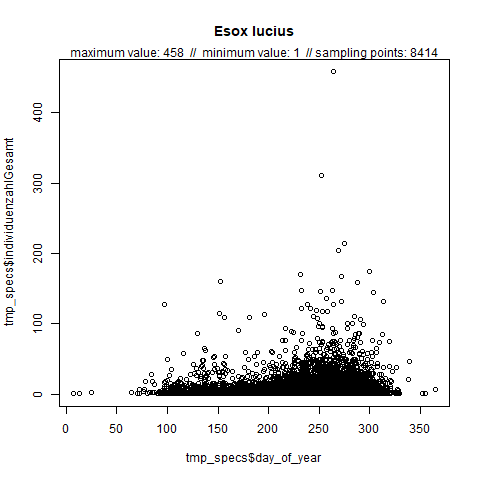 Esox lucius
maximum value: 458 // minimum value: 1 // sampling points: 8414
tmp_specs$individuenzahlGesamt
400
300
200
100
0
0 50 100 150 200 250 300 350
tmp_specs$day_of_year